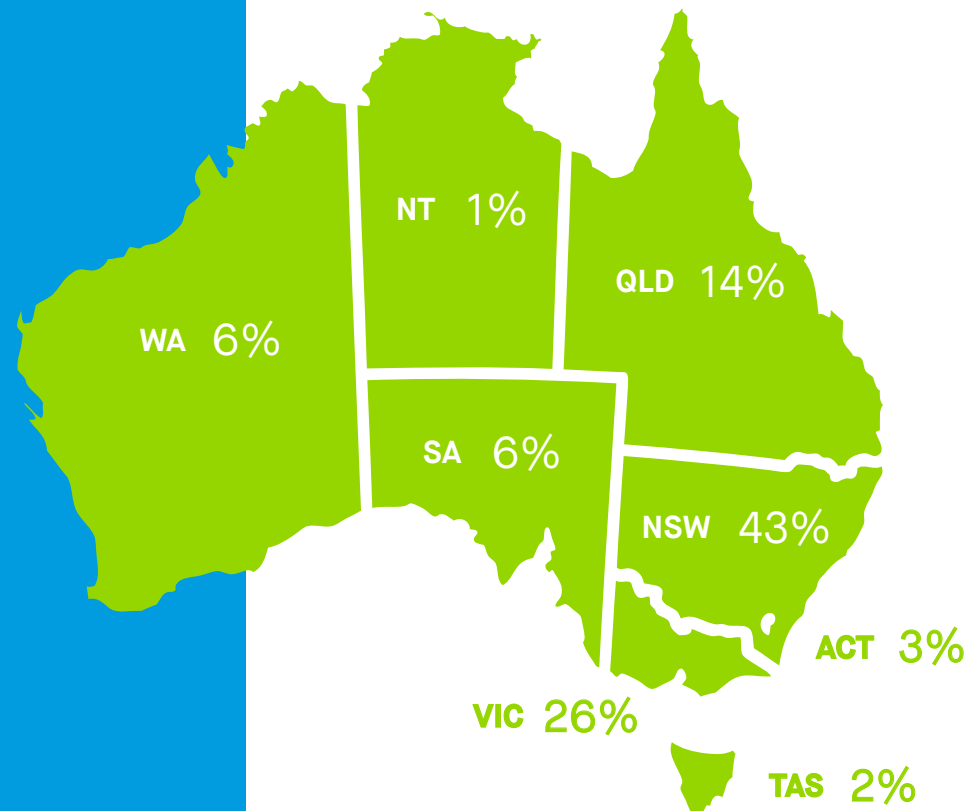 NT 1%
QLD 14%
WA 6%
SA 6%
NSW 43%
ACT 3%
VIC 26%
TAS 2%